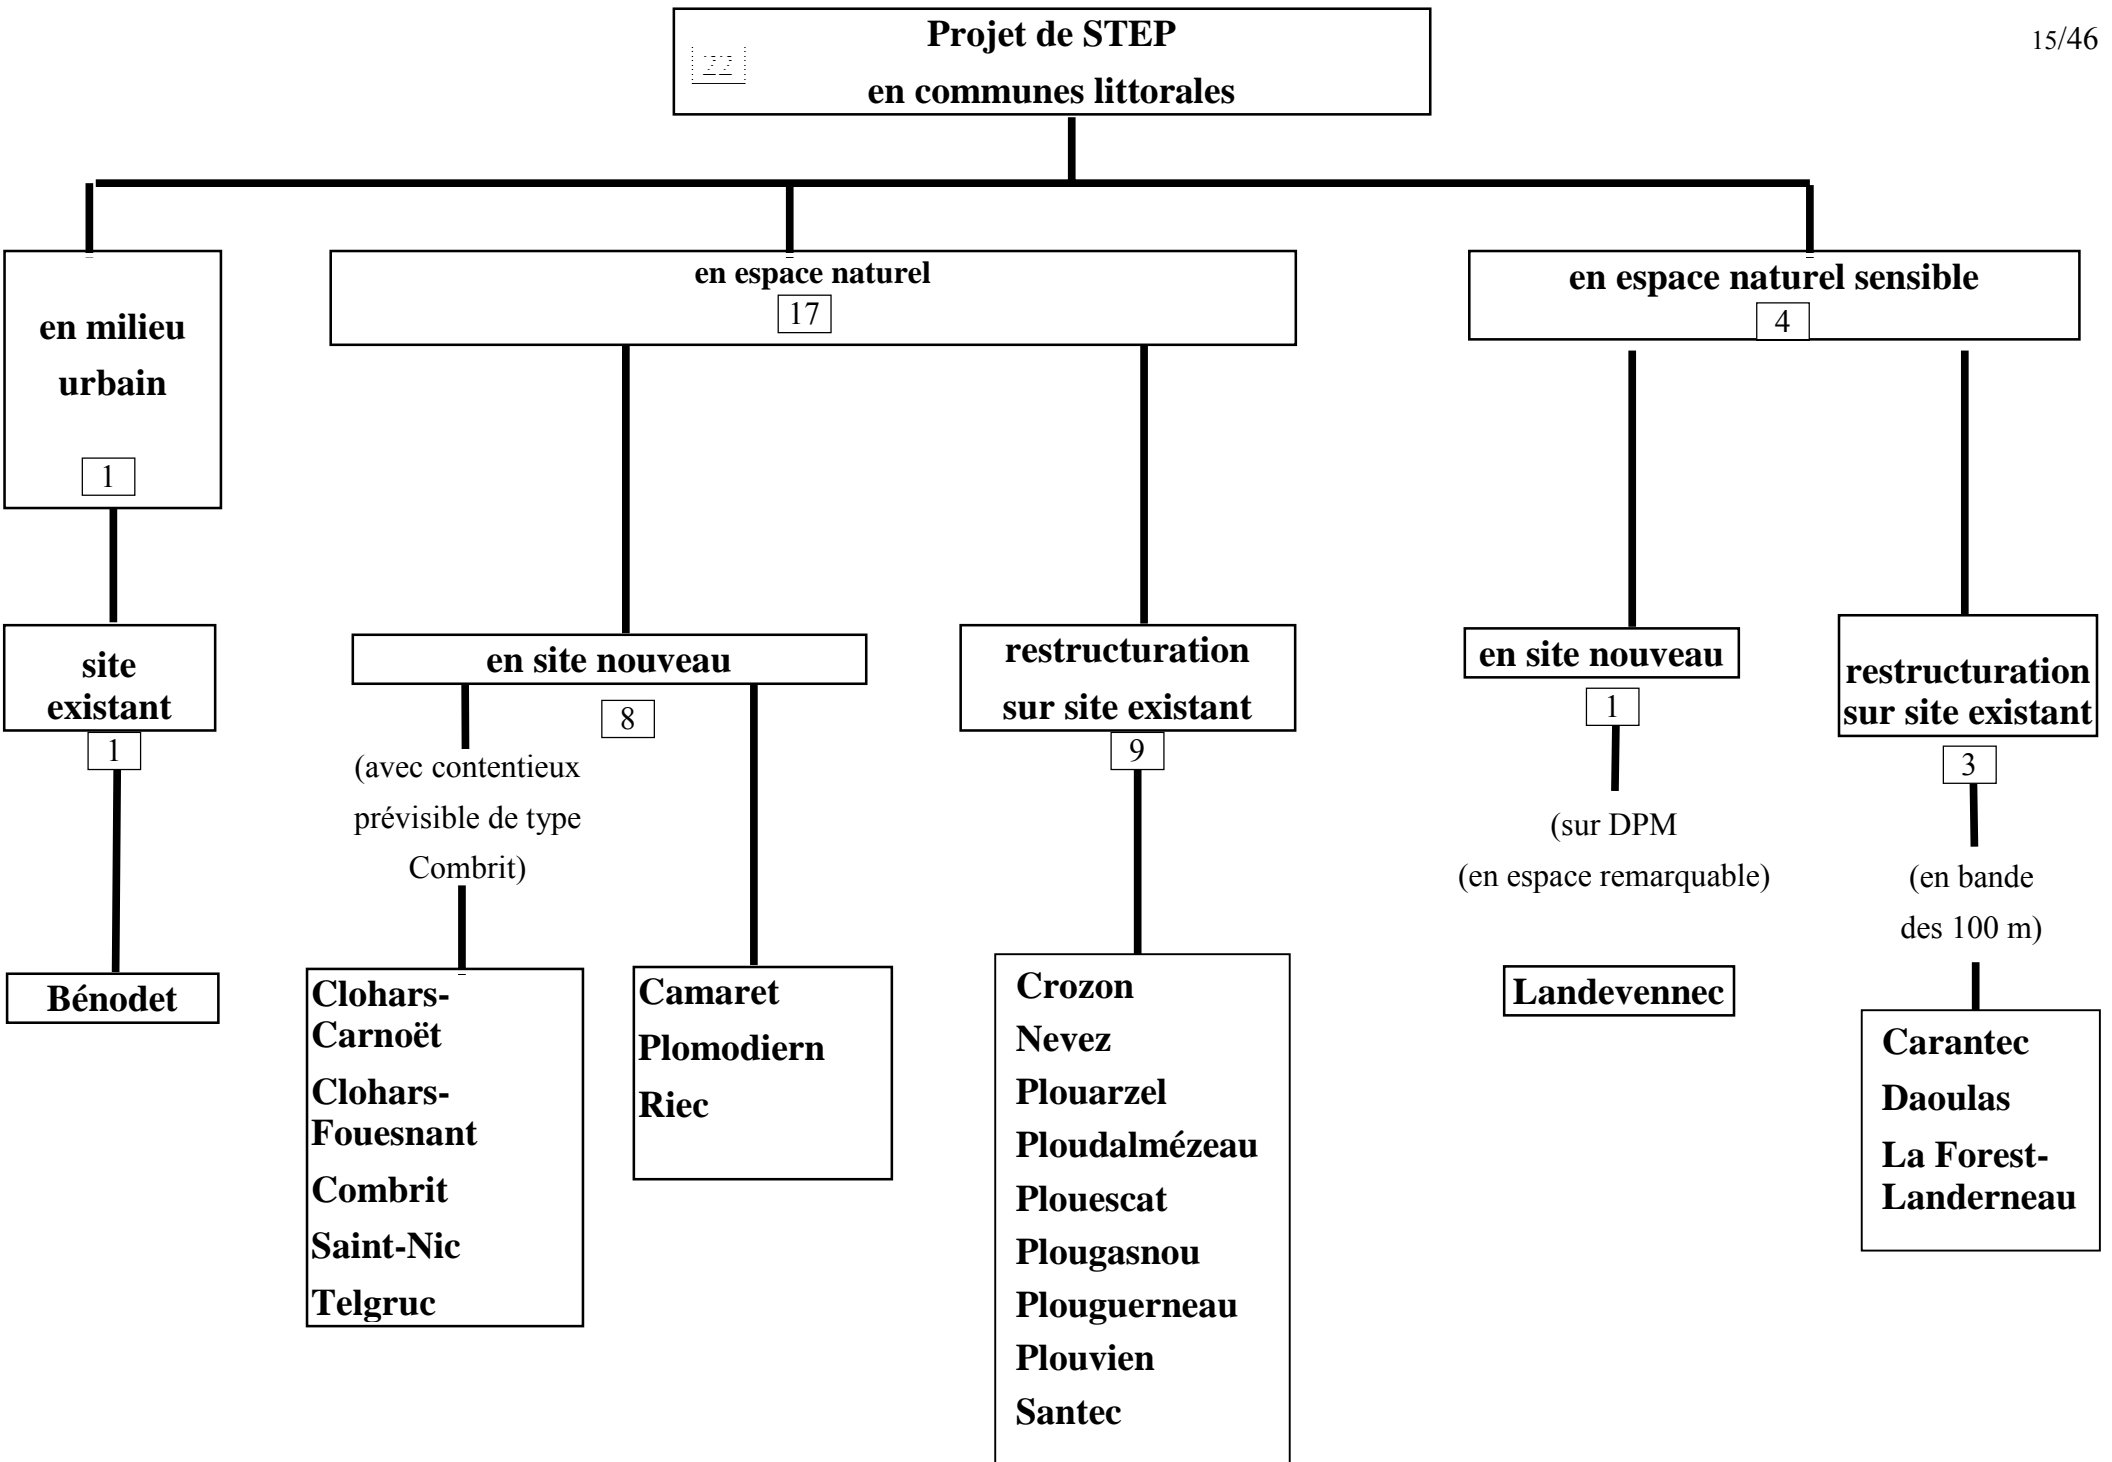 15/46
Projet de STEP
22
en communes littorales
en milieu
urbain
1
en espace naturel
17
en espace naturel sensible
4
site
existant
1
en site nouveau
8
restructuration
sur site existant
9
en site nouveau
1
restructuration
sur site existant
3
(avec contentieux
prévisible de type
Combrit)
(sur DPM
(en espace remarquable)
(en bande
des 100 m)
Bénodet
Clohars-
Carnoët
Clohars-
Fouesnant
Combrit
Saint-Nic
Telgruc
Camaret
Plomodiern
Riec
Crozon
Nevez
Plouarzel
Ploudalmézeau
Plouescat
Plougasnou
Plouguerneau
Plouvien
Santec
Landevennec
Carantec
Daoulas
La Forest-
Landerneau